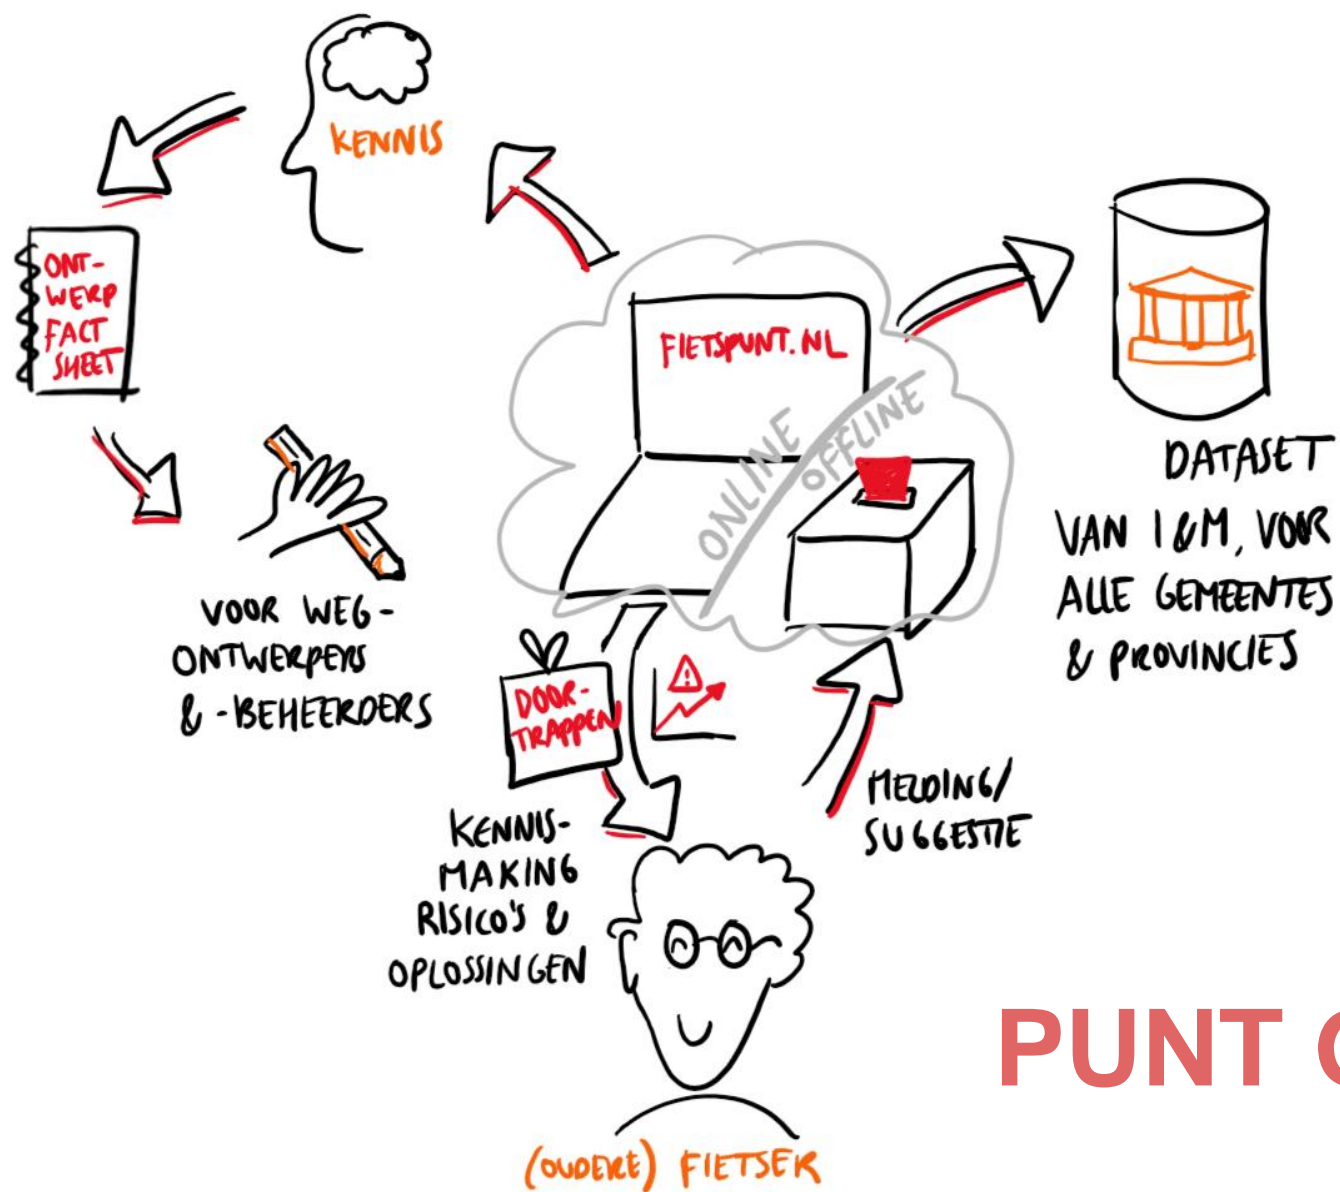 KENNIS
ONT-
WERP
FACT
SHEET
FIETSPUNT.NL
ONLINE
OFFLINE
DATASET
VAN I&M, VOOR
ALLE GEMEENTES
& PROVINCIES
VOOR WEG-
ONTWERPERS
& -BEHEERDERS
DOOR-
TRAPPEN
MELDING/
SUGGESTIE
KENNIS-
MAKING
RISICO'S &
OPLOSSINGEN
PUNT
(OUDERE) FIETSER